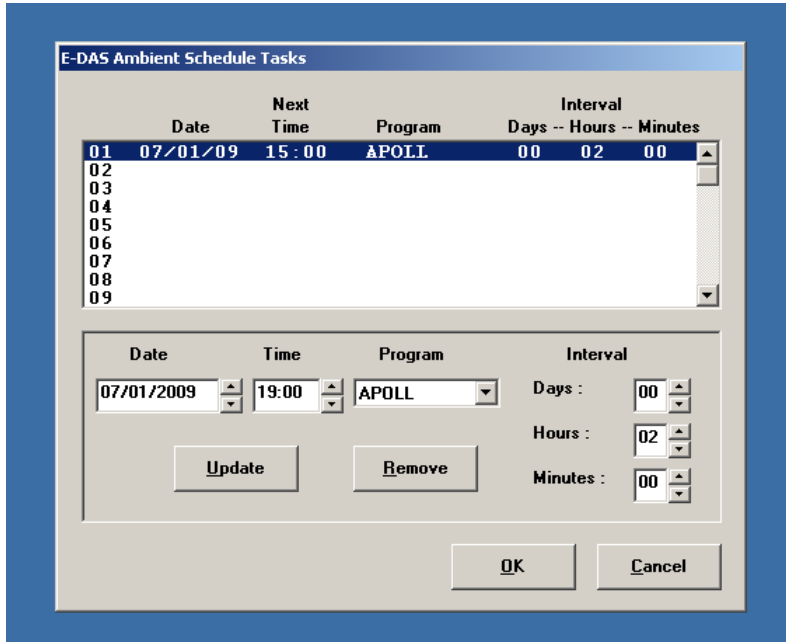 E-DAS Ambient Schedule Tasks
Next Interval
Date Time Program Days -- Hours -- Minutes
01 07/01/09 15:00 APOLL 00 02 00
02
03
04
05
06
07
08
09
Date Time Program Interval
07/01/2009 19:00 APOLL Days : 00
Hours : 02
Update Remove
Minutes : 00
OK Cancel